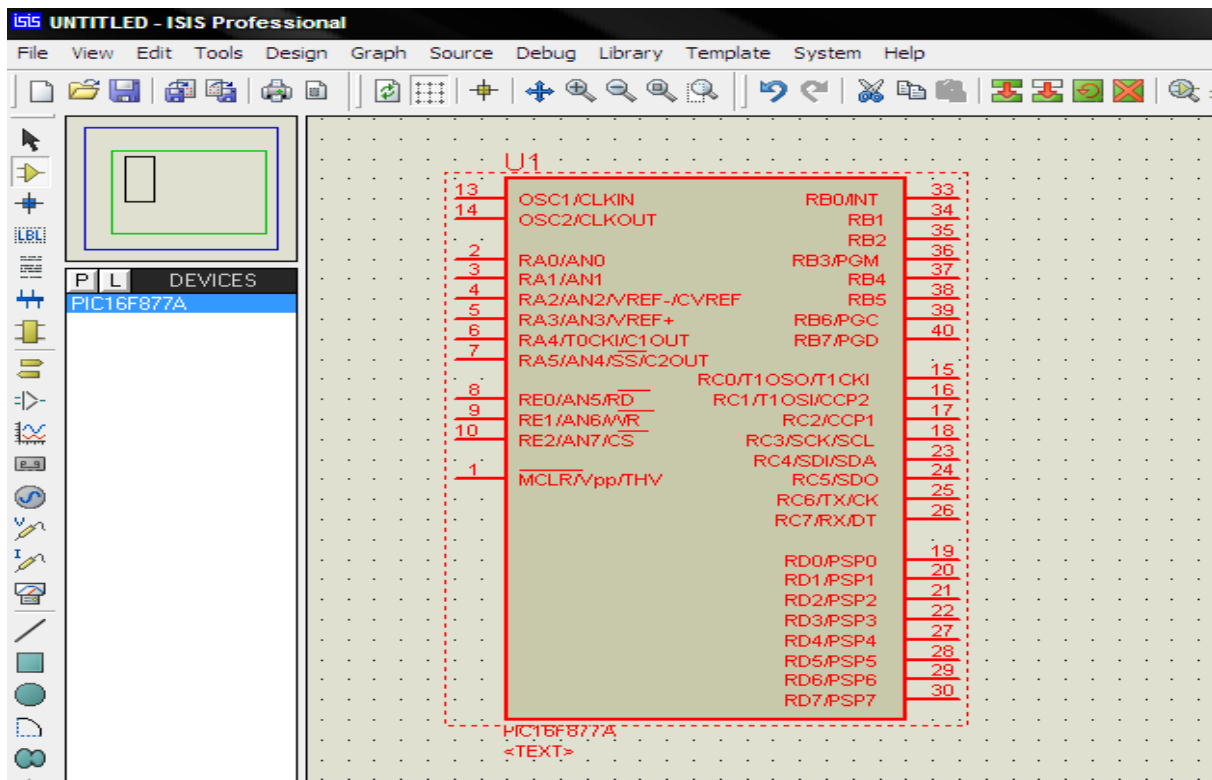 isis UNTITLED - ISIS Professional
File View Edit Tools Design Graph Source Debug Library Template System Help
LBL
P L DEVICES
PIC16F877A
U1
13 OSC1/CLKIN
14 OSC2/CLKOUT
2 RA0/AN0
3 RA1/AN1
4 RA2/AN2/VREF-/CVREF
5 RA3/AN3/VREF+
6 RA4/T0CKI/C1OUT
7 RA5/AN4/SS/C2OUT
8 RE0/AN5/RD
9 RE1/AN6/WR
10 RE2/AN7/CS
1 MCLR/Vpp/THV
RB0/INT 33
RB1 34
RB2 35
RB3/PGM 36
RB4 37
RB5 38
RB6/PGC 39
RB7/PGD 40
RC0/T1OSO/T1CKI 15
RC1/T1OSI/CCP2 16
RC2/CCP1 17
RC3/SCK/SCL 18
RC4/SDI/SDA 23
RC5/SDO 24
RC6/TX/CK 25
RC7/RX/DT 26
RD0/PSP0 19
RD1/PSP1 20
RD2/PSP2 21
RD3/PSP3 22
RD4/PSP4 27
RD5/PSP5 28
RD6/PSP6 29
RD7/PSP7 30
PIC16F877A
<TEXT>
V
I